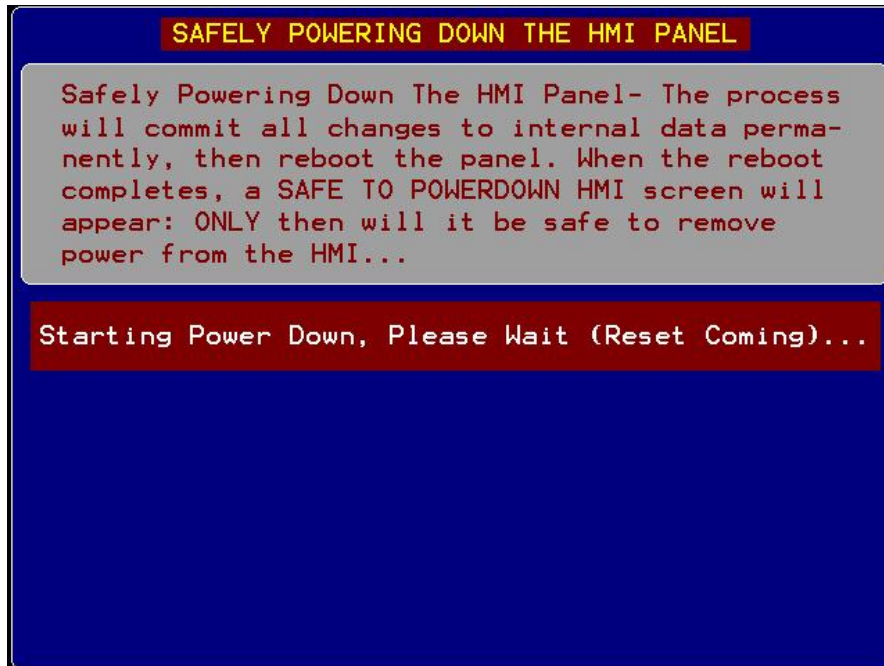 SAFELY POWERING DOWN THE HMI PANEL
Safely Powering Down The HMI Panel- The process
will commit all changes to internal data perma-
nently, then reboot the panel. When the reboot
completes, a SAFE TO POWERDOWN HMI screen will
appear: ONLY then will it be safe to remove
power from the HMI...
Starting Power Down, Please Wait (Reset Coming)...